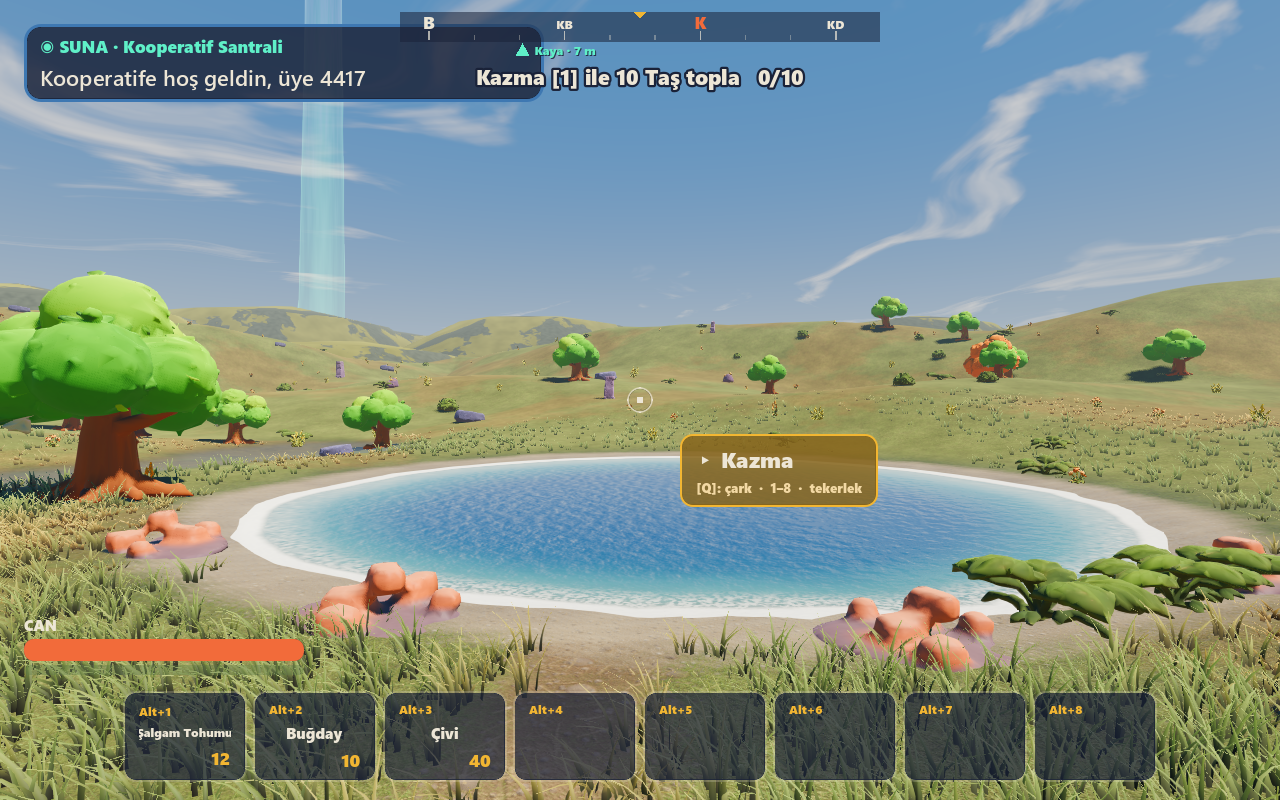 B
KB
K
KD
◉ SUNA · Kooperatif Santrali
Kooperatife hoş geldin, üye 4417
Kaya · 7 m
Kazma [1] ile 10 Taş topla 0/10
Kazma
[Q]: çark · 1–8 · tekerlek
CAN
Alt+1
Şalgam Tohumu
12
Alt+2
Buğday
10
Alt+3
Çivi
40
Alt+4
Alt+5
Alt+6
Alt+7
Alt+8